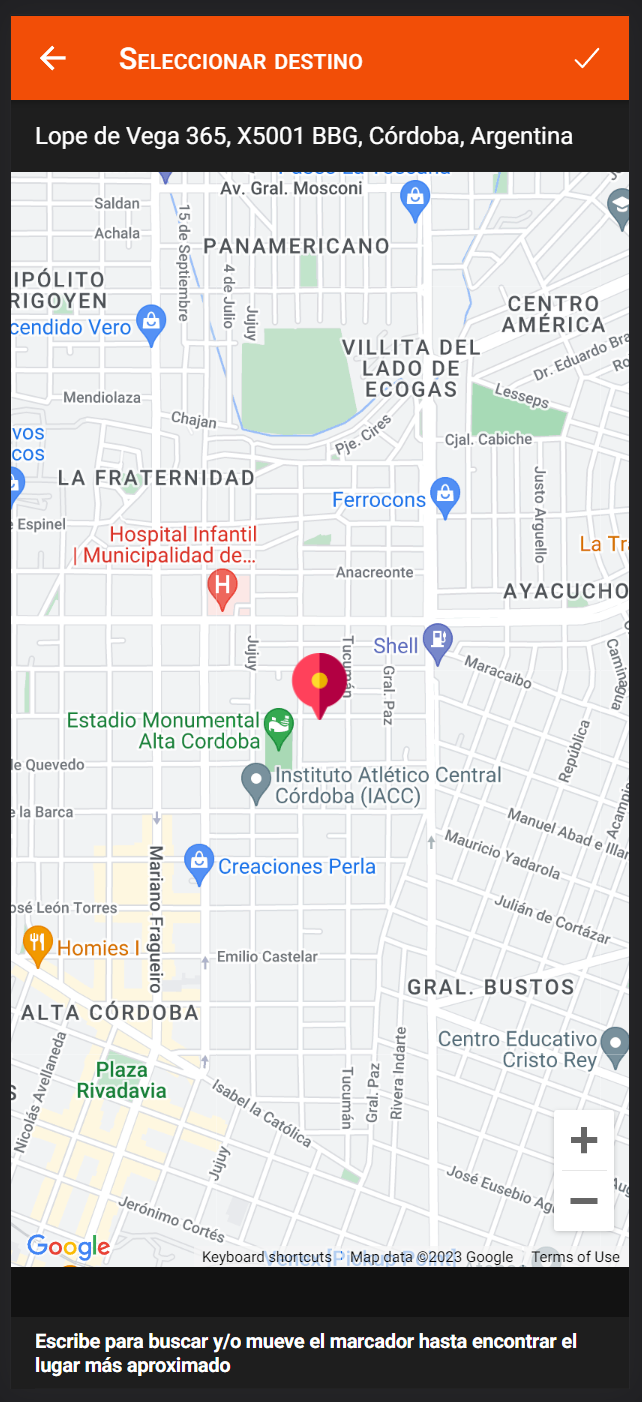 Seleccionar destino
Lope de Vega 365, X5001 BBG, Córdoba, Argentina
Av. Gral. Mosconi
Saldan
15 de Septiembre
Achala
PANAMERICANO
4 de Julio
IPÓLITO
RIGOYEN
Jujuy
CENTRO
AMÉRICA
cendido Vero
VILLITA DEL
LADO DE
ECOGAS
Dr. Eduardo Bra
Ro
Mendiolaza
Lesseps
Chajan
Pje. Cires
vos
cos
Cjal. Cabiche
LA FRATERNIDAD
Justo Arguello
Ferrocons
e Espinel
Hospital Infantil
| Municipalidad de...
La Tra
H
Anacreonte
AYACUCHO
Jujuy
Tucumán
Shell
Gral. Paz
Maracaibo
Caminaga
Estadio Monumental
Alta Cordoba
República
de Quevedo
Instituto Atlético Central
Córdoba (IACC)
Acampis
e la Barca
Manuel Abad e Illan
Mauricio Yadarola
Mariano Fragueiro
Creaciones Perla
Julián de Cortázar
osé León Torres
Homies I
Emilio Castelar
GRAL. BUSTOS
ALTA CÓRDOBA
Centro Educativo
Cristo Rey
Nicolás Avellaneda
Plaza
Rivadavia
Tucumán
Gral. Paz
Rivera Indarte
S
Isabel la Católica
+
Jujuy
José Eusebio Agu
−
Jerónimo Cortés
Google
Keyboard shortcuts
Map data ©2023 Google
Terms of Use
Escribe para buscar y/o mueve el marcador hasta encontrar el
lugar más aproximado